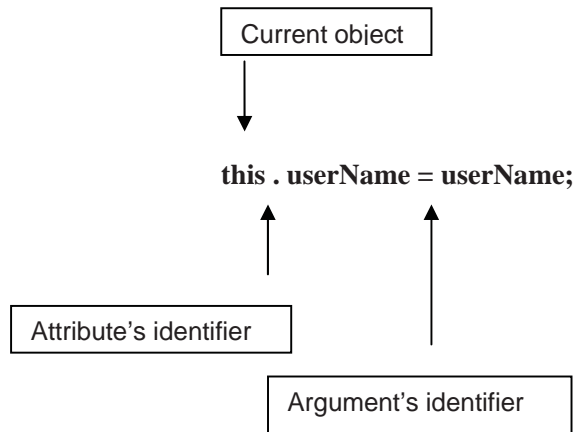 Current object
this . userName = userName;
Attribute’s identifier
Argument’s identifier